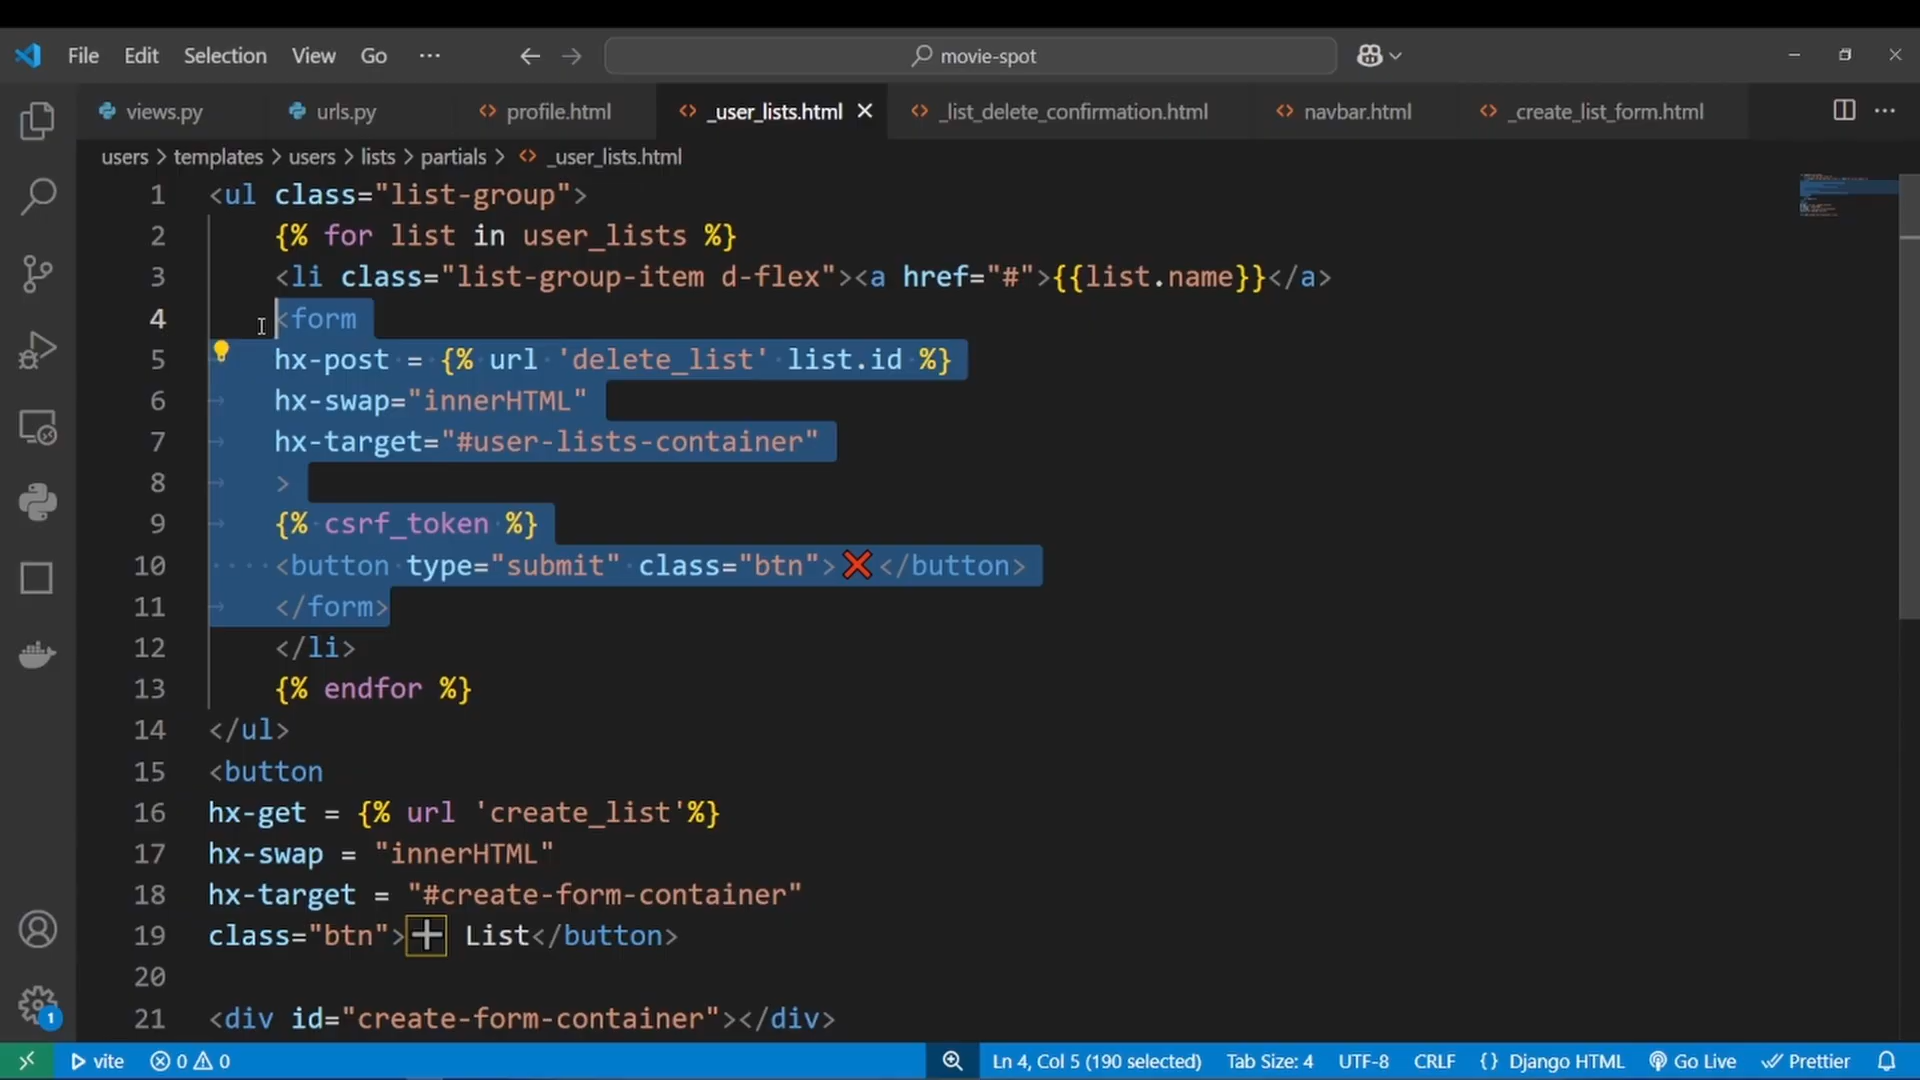 File Edit Selection View Go ··· movie-spot
views.py urls.py profile.html _user_lists.html _list_delete_confirmation.html navbar.html _create_list_form.html
users > templates > users > lists > partials > _user_lists.html
1 <ul class="list-group">
2 {% for list in user_lists %}
3 <li class="list-group-item d-flex"><a href="#">{{list.name}}</a>
4 <form
5 hx-post = {% url 'delete_list' list.id %}
6 hx-swap="innerHTML"
7 hx-target="#user-lists-container"
8 >
9 {% csrf_token %}
10 <button type="submit" class="btn">❌</button>
11 </form>
12 </li>
13 {% endfor %}
14 </ul>
15 <button
16 hx-get = {% url 'create_list'%}
17 hx-swap = "innerHTML"
18 hx-target = "#create-form-container"
19 class="btn">➕ List</button>
20
21 <div id="create-form-container"></div>
1
vite 0 0 Ln 4, Col 5 (190 selected) Tab Size: 4 UTF-8 CRLF {} Django HTML Go Live Prettier